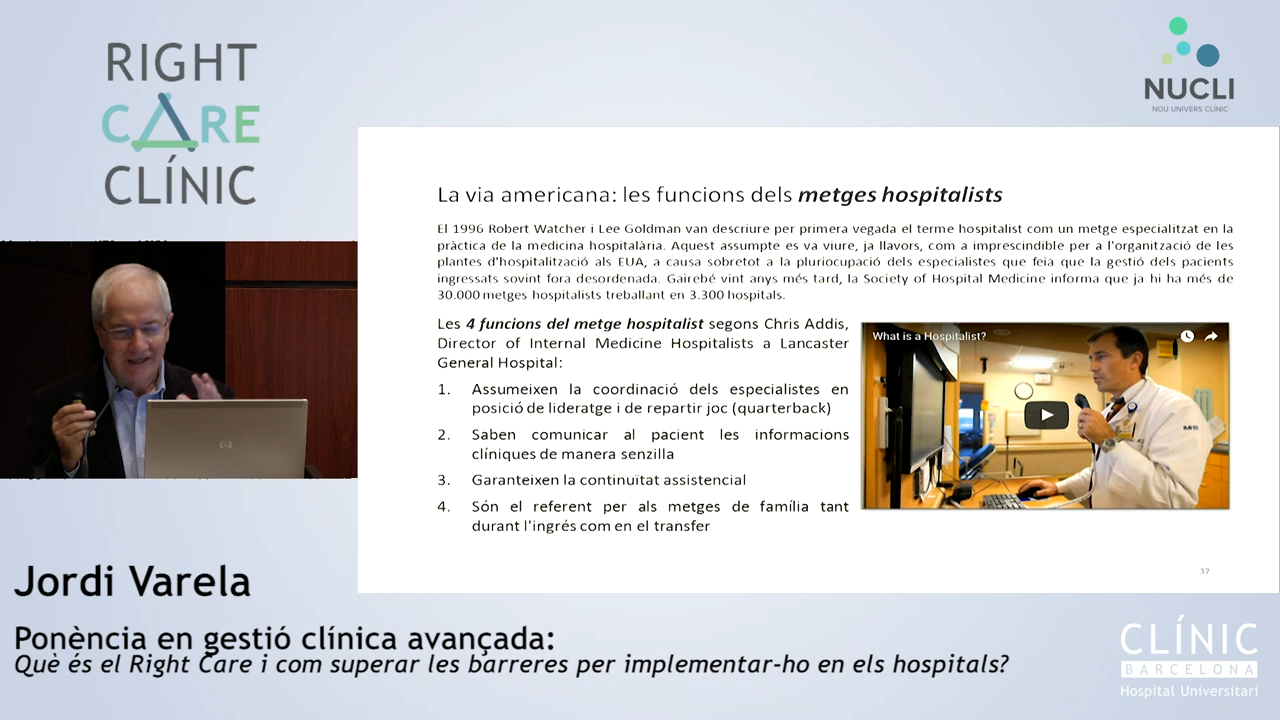 RIGHT
CARE
CLÍNIC
NUCLI
NOU UNIVERS CLÍNIC
La via americana: les funcions dels metges hospitalists
El 1996 Robert Watcher i Lee Goldman van descriure per primera vegada el terme hospitalist com un metge especialitzat en la
pràctica de la medicina hospitalària. Aquest assumpte es va viure, ja llavors, com a imprescindible per a l'organització de les
plantes d'hospitalització als EUA, a causa sobretot a la pluriocupació dels especialistes que feia que la gestió dels pacients
ingressats sovint fora desordenada. Gairebé vint anys més tard, la Society of Hospital Medicine informa que ja hi ha més de
30.000 metges hospitalists treballant en 3.300 hospitals.
Les 4 funcions del metge hospitalist segons Chris Addis,
Director of Internal Medicine Hospitalists a Lancaster
General Hospital:
1. Assumeixen la coordinació dels especialistes en
posició de lideratge i de repartir joc (quarterback)
2. Saben comunicar al pacient les informacions
clíniques de manera senzilla
3. Garanteixen la continuïtat assistencial
4. Són el referent per als metges de família tant
durant l'ingrés com en el transfer
What is a Hospitalist?
37
hp
Jordi Varela
Ponència en gestió clínica avançada:
Què és el Right Care i com superar les barreres per implementar-ho en els hospitals?
CLÍNIC
BARCELONA
Hospital Universitari